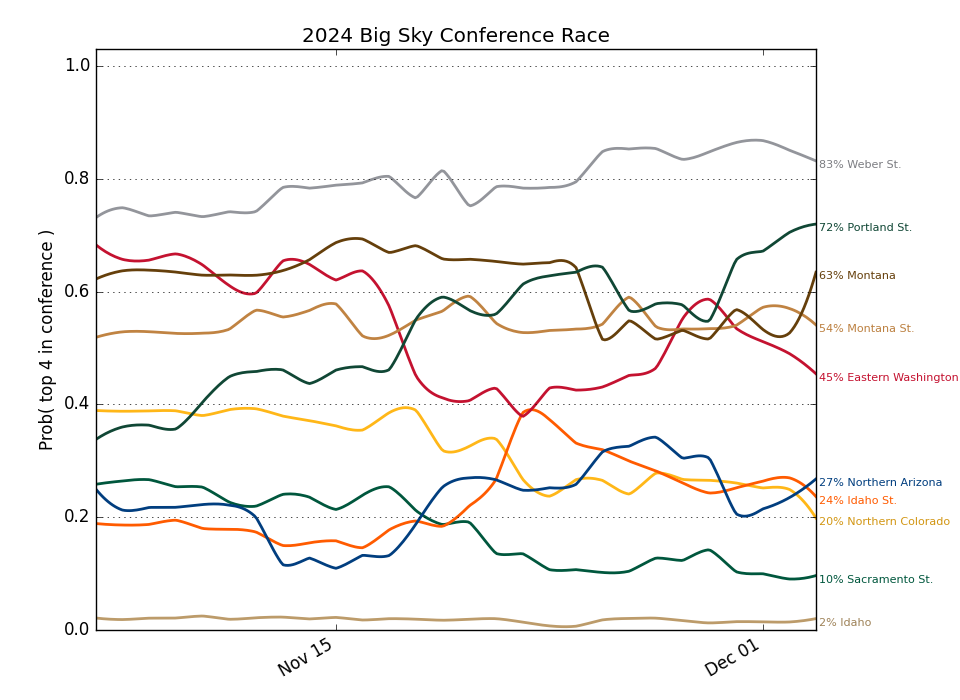 2024 Big Sky Conference Race
Prob( top 4 in conference )
1.0
0.8
0.6
0.4
0.2
0.0
Nov 15
Dec 01
83% Weber St.
72% Portland St.
63% Montana
54% Montana St.
45% Eastern Washington
27% Northern Arizona
24% Idaho St.
20% Northern Colorado
10% Sacramento St.
2% Idaho